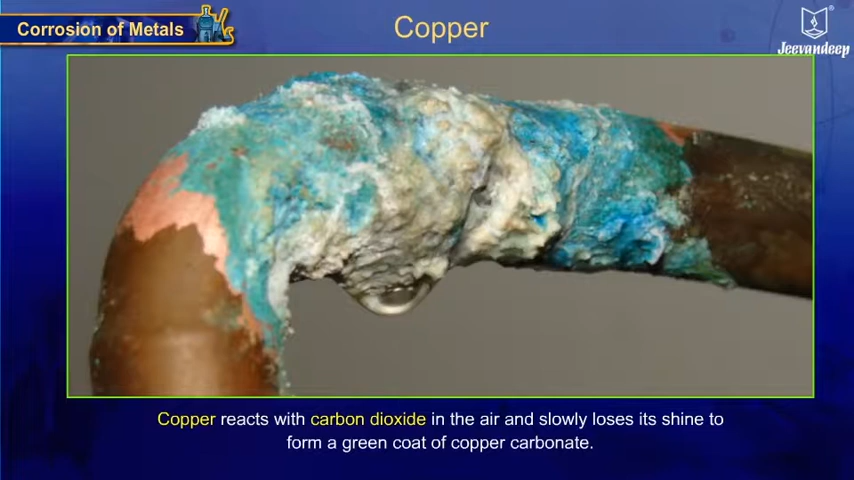 Corrosion of Metals
Copper
Jeevandeep
Copper reacts with carbon dioxide in the air and slowly loses its shine to
form a green coat of copper carbonate.